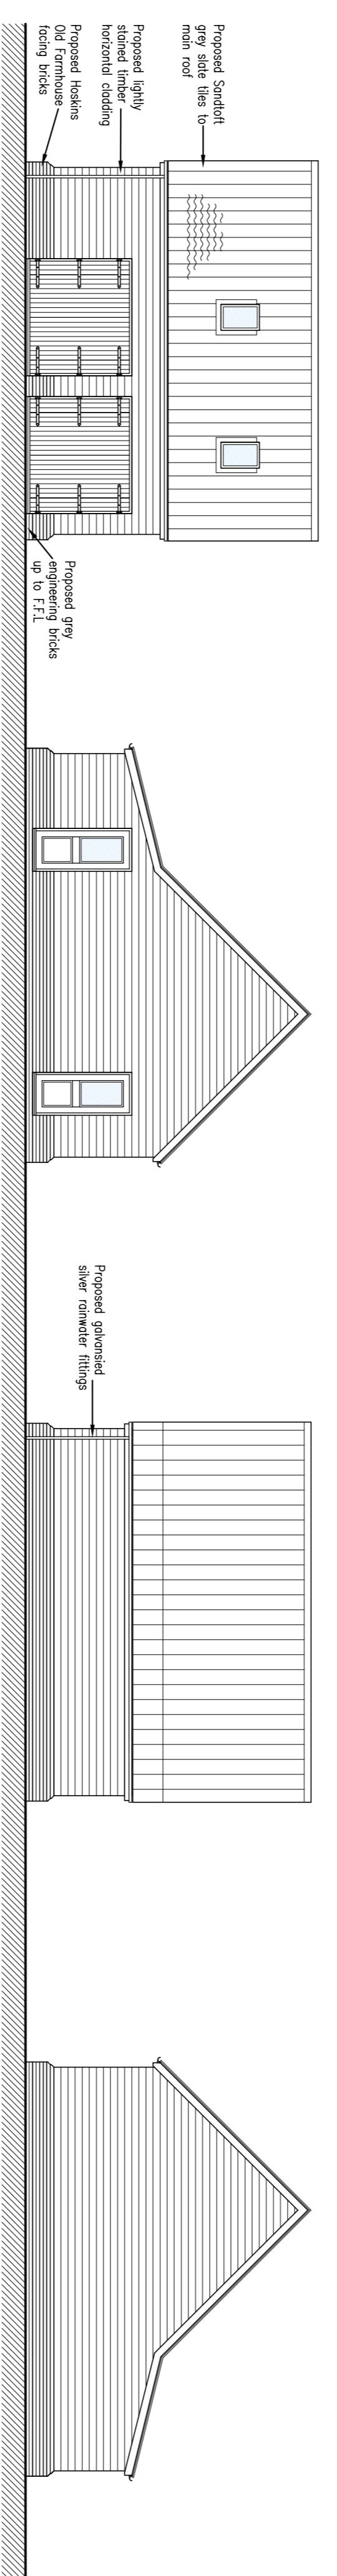 Proposed Sandtoft
grey slate tiles to
main roof
Proposed lightly
stained timber
horizontal cladding
Proposed Hoskins
Old Farmhouse
facing bricks
Proposed grey
engineering bricks
up to F.F.L
Proposed galvansied
silver rainwater fittings